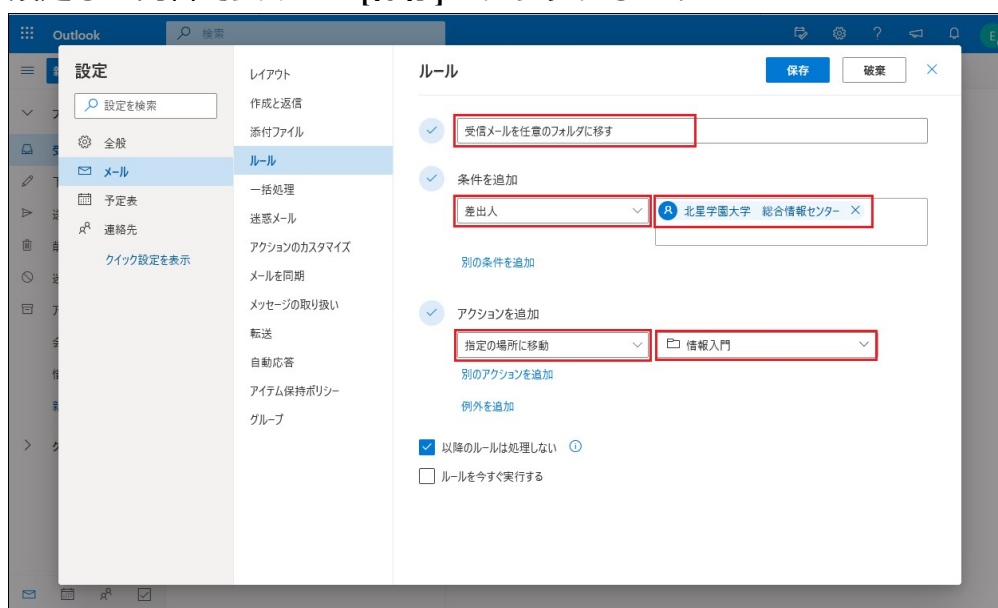 Outlook
検索
設定
設定を検索
全般
メール
予定表
連絡先
クイック設定を表示
レイアウト
作成と返信
添付ファイル
ルール
一括処理
迷惑メール
アクションのカスタマイズ
メールを同期
メッセージの取り扱い
転送
自動応答
アイテム保持ポリシー
グループ
ルール
保存
破棄
受信メールを任意のフォルダに移す
条件を追加
差出人
北星学園大学 総合情報センター
別の条件を追加
アクションを追加
指定の場所に移動
情報入門
別のアクションを追加
例外を追加
以降のルールは処理しない
ルールを今すぐ実行する